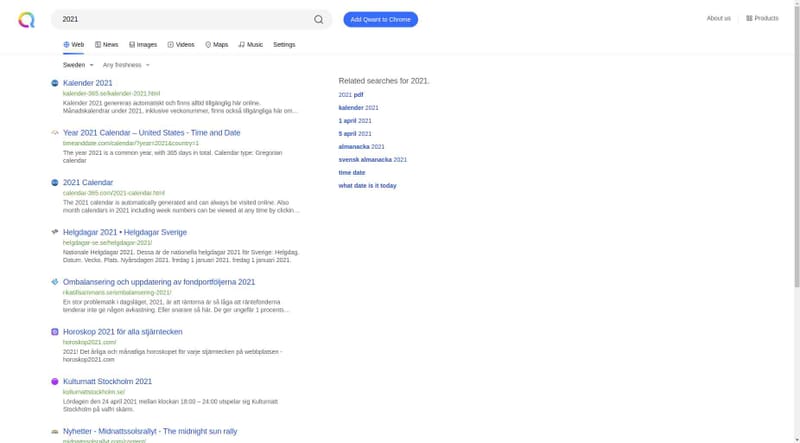 2021
Add Qwant to Chrome
About us
Products
Web
News
Images
Videos
Maps
Music
Settings
Sweden
Any freshness
Kalender 2021
kalender-365.se/kalender-2021.html
Kalender 2021 genereras automatiskt och finns alltid tillgänglig här online.
Månadskalendrar under 2021, inklusive veckonummer, finns också tillgängliga här om...
Year 2021 Calendar – United States - Time and Date
timeanddate.com/calendar/?year=2021&country=1
The year 2021 is a common year, with 365 days in total. Calendar type: Gregorian
calendar
2021 Calendar
calendar-365.com/2021-calendar.html
The 2021 calendar is automatically generated and can always be visited online. Also
month calendars in 2021 including week numbers can be viewed at any time by clickin...
Helgdagar 2021 • Helgdagar Sverige
helgdagar-se.se/helgdagar-2021/
Nationale Helgdagar 2021. Dessa är de nationella helgdagar 2021 för Sverige: Helgdag.
Datum. Vecko. Plats. Nyårsdagen 2021. fredag 1 januari 2021. fredag 1 januari 2021.
Ombalansering och uppdatering av fondportföljerna 2021
rikatillsammans.se/ombalansering-2021/
En stor problematik i dagsläget, 2021, är att räntorna är så låga att räntefonderna
tenderar inte ge någon avkastning. Eller snarare så här. De ger ungefär 1 procents...
Horoskop 2021 för alla stjärntecken
horoscop2021.com/
2021! Det årliga och månatliga horoskopet för varje stjärntecken på webbplatsen -
horoscop2021.com
Kulturnatt Stockholm 2021
kulturnattstockholm.se/
Lördagen den 24 april 2021 mellan klockan 18:00 – 24:00 utspelar sig Kulturnatt
Stockholm på valfri skärm.
Nyheter - Midnattssolsrallyt - The midnight sun rally
midnattssolsrallyt.com/content/
Related searches for 2021.
2021 pdf
kalender 2021
1 april 2021
5 april 2021
almanacka 2021
svensk almanacka 2021
time date
what date is it today